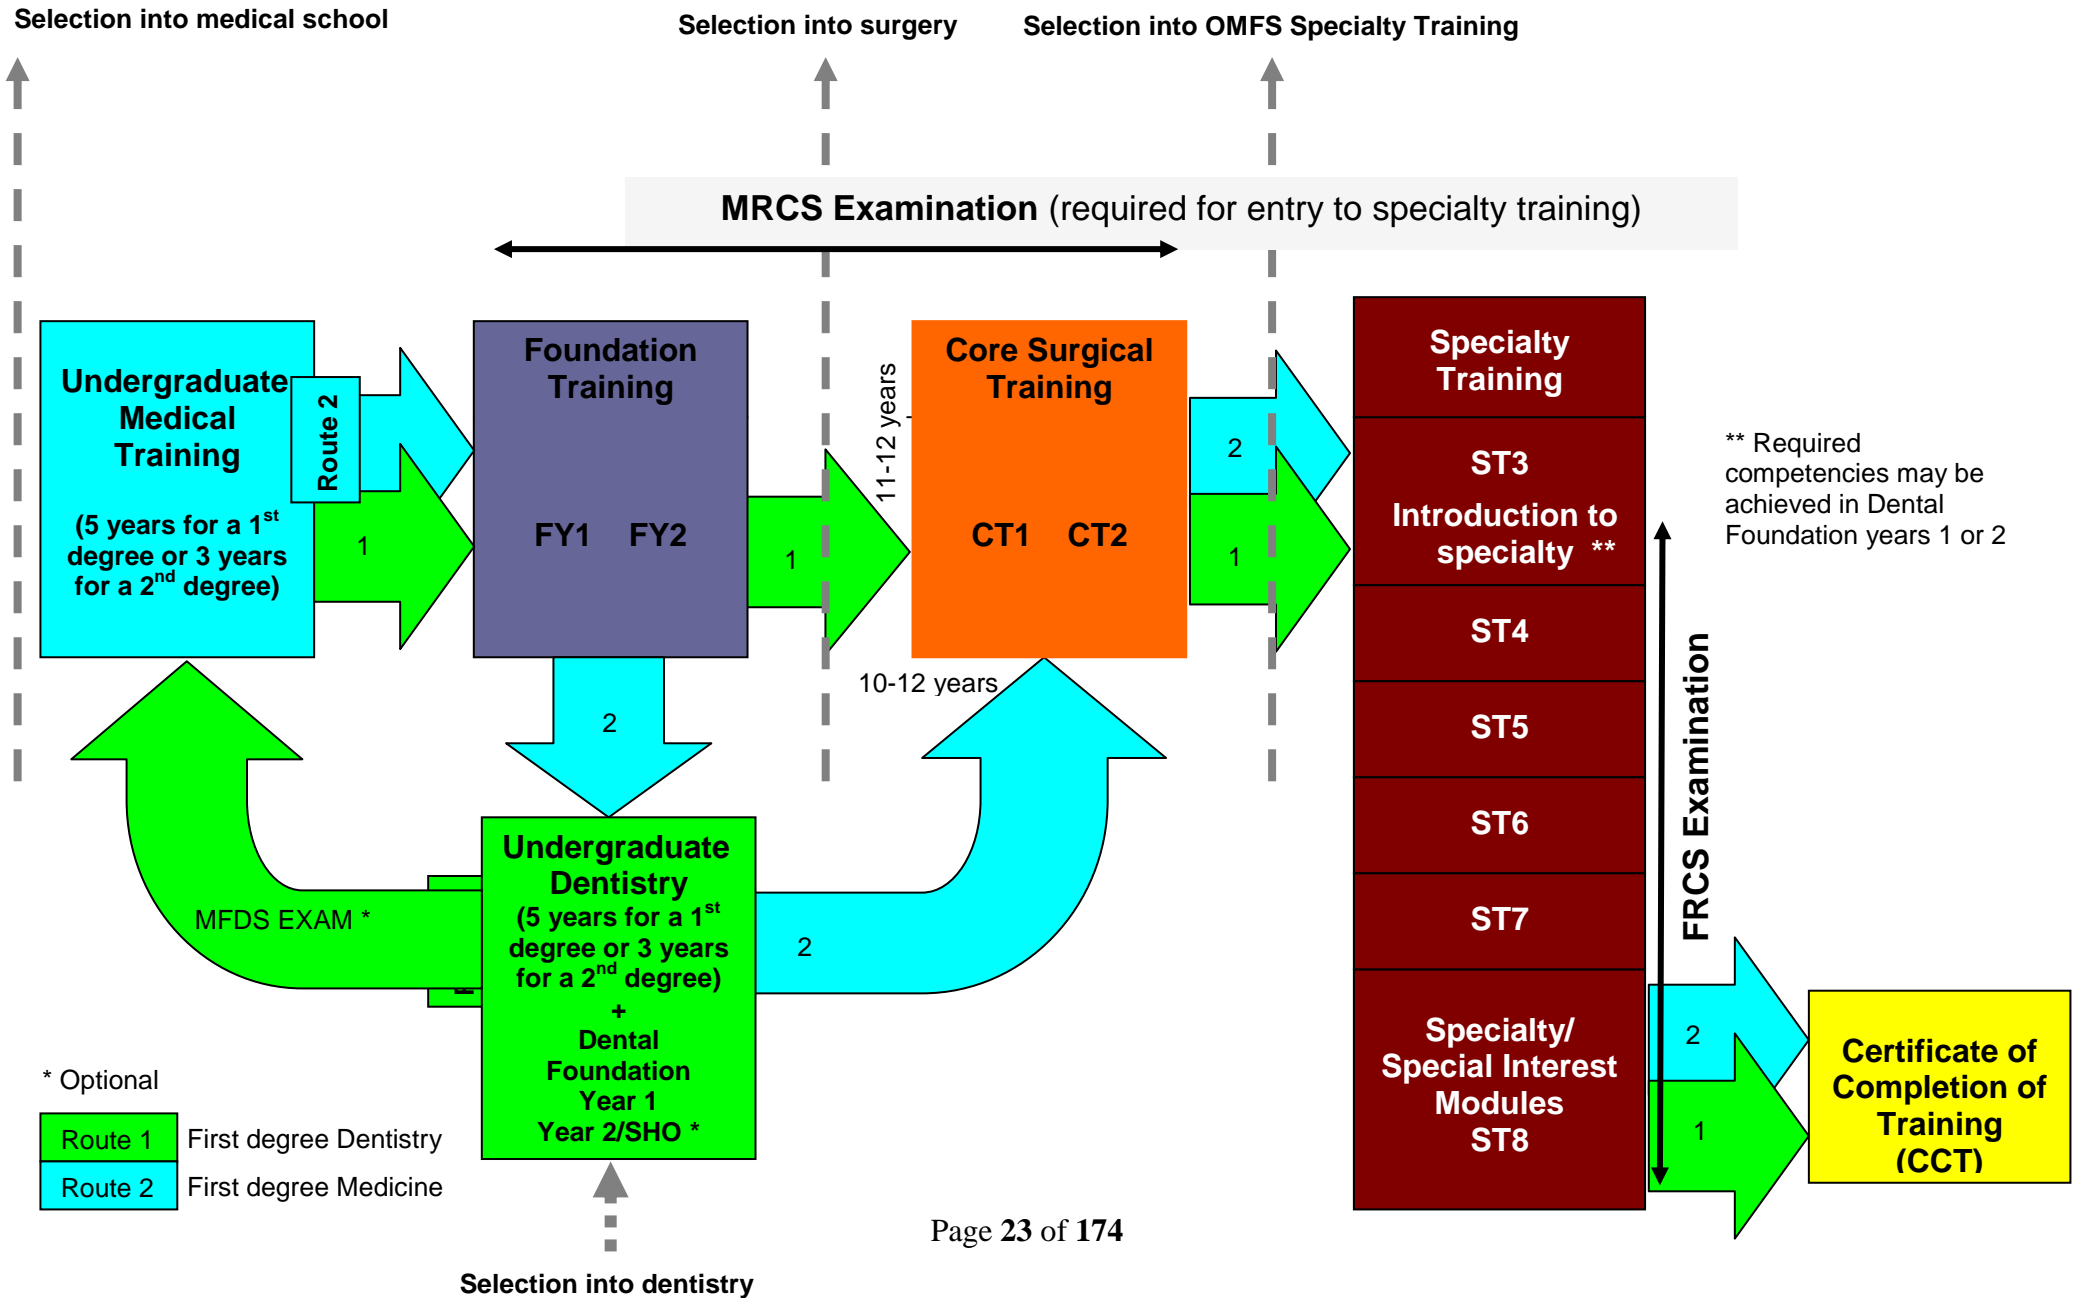 Selection into medical school
Selection into surgery
Selection into OMFS Specialty Training
MRCS Examination (required for entry to specialty training)
Undergraduate
Medical
Training
(5 years for a 1st
degree or 3 years
for a 2nd degree)
Route 2
1
Foundation
Training
FY1 FY2
1
2
11-12 years
10-12 years
Core Surgical
Training
CT1 CT2
2
1
Specialty
Training
ST3
Introduction to
specialty **
ST4
ST5
ST6
ST7
Specialty/
Special Interest
Modules
ST8
** Required
competencies may be
achieved in Dental
Foundation years 1 or 2
FRCS Examination
2
1
Certificate of
Completion of
Training
(CCT)
MFDS EXAM *
Undergraduate
Dentistry
(5 years for a 1st
degree or 3 years
for a 2nd degree)
+
Dental
Foundation
Year 1
Year 2/SHO *
2
* Optional
Route 1 First degree Dentistry
Route 2 First degree Medicine
Page 23 of 174
Selection into dentistry